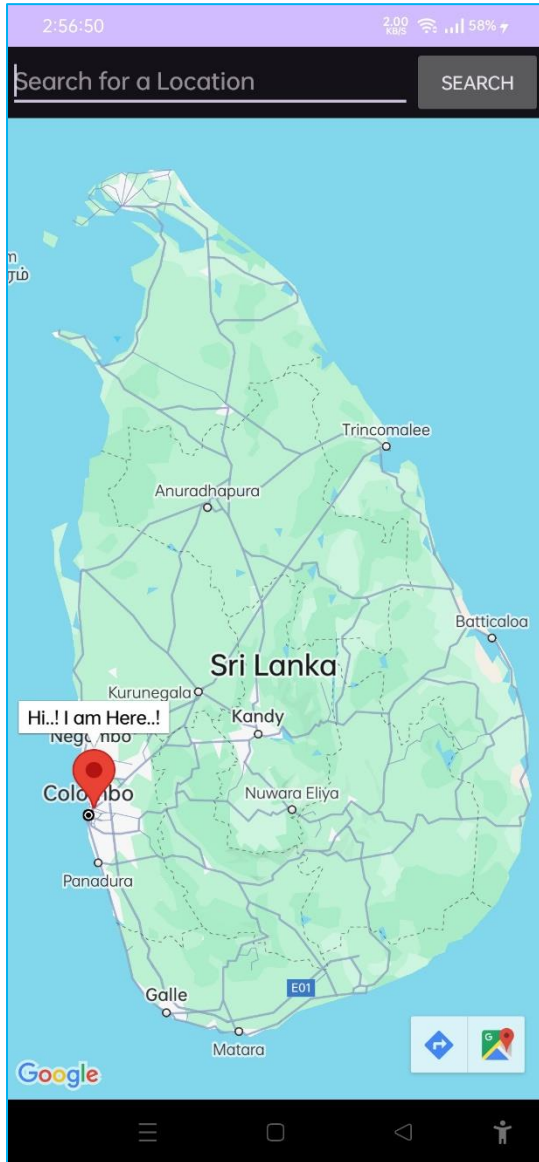 2:56:50 2.00 KB/S 58%
Search for a Location SEARCH
Trincomalee
Anuradhapura
Batticaloa
Sri Lanka
Kurunegala
Hi..! I am Here..!
Kandy
Negombo
Colombo
Nuwara Eliya
Panadura
E01
Galle
Matara
Google